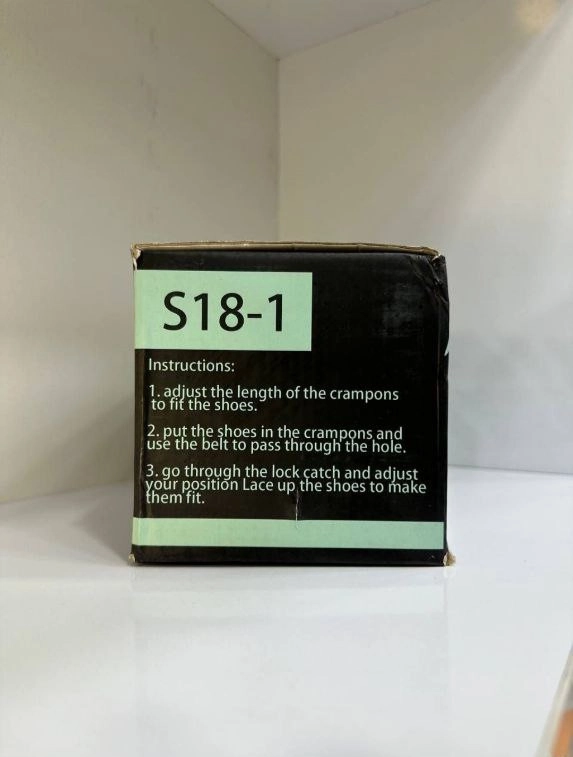 S18-1
Instructions:
1. adjust the length of the crampons
to fit the shoes.
2. put the shoes in the crampons and
use the belt to pass through the hole.
3. go through the lock catch and adjust
your position Lace up the shoes to make
them fit.